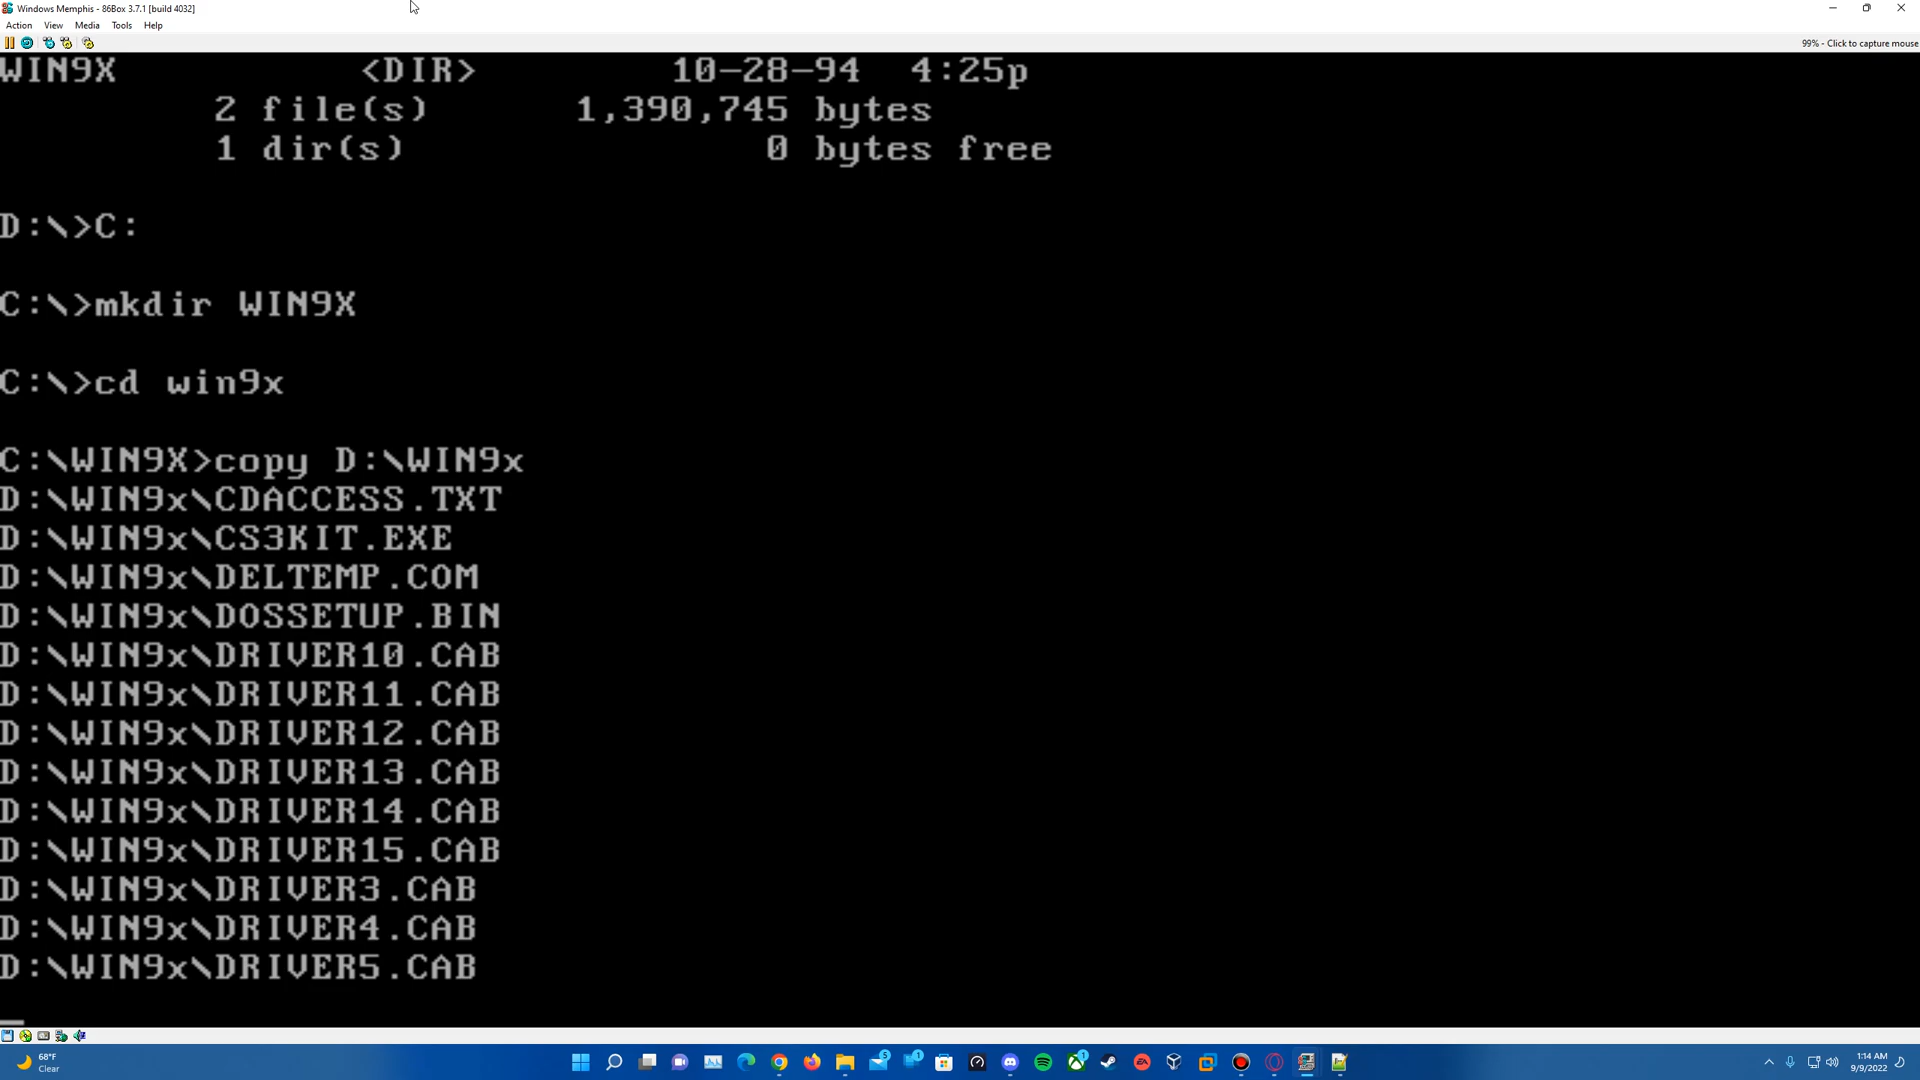 Windows Memphis - 86Box 3.7.1 [build 4032]
Action View Media Tools Help
99% - Click to capture mouse
WIN9X <DIR> 10-28-94 4:25p
2 file(s) 1,390,745 bytes
1 dir(s) 0 bytes free
D:\>C:
C:\>mkdir WIN9X
C:\>cd win9x
C:\WIN9X>copy D:\WIN9x
D:\WIN9x\CDACCESS.TXT
D:\WIN9x\CS3KIT.EXE
D:\WIN9x\DELTEMP.COM
D:\WIN9x\DOSSETUP.BIN
D:\WIN9x\DRIVER10.CAB
D:\WIN9x\DRIVER11.CAB
D:\WIN9x\DRIVER12.CAB
D:\WIN9x\DRIVER13.CAB
D:\WIN9x\DRIVER14.CAB
D:\WIN9x\DRIVER15.CAB
D:\WIN9x\DRIVER3.CAB
D:\WIN9x\DRIVER4.CAB
D:\WIN9x\DRIVER5.CAB
68°F
Clear
5
1
1
1:14 AM
9/9/2022